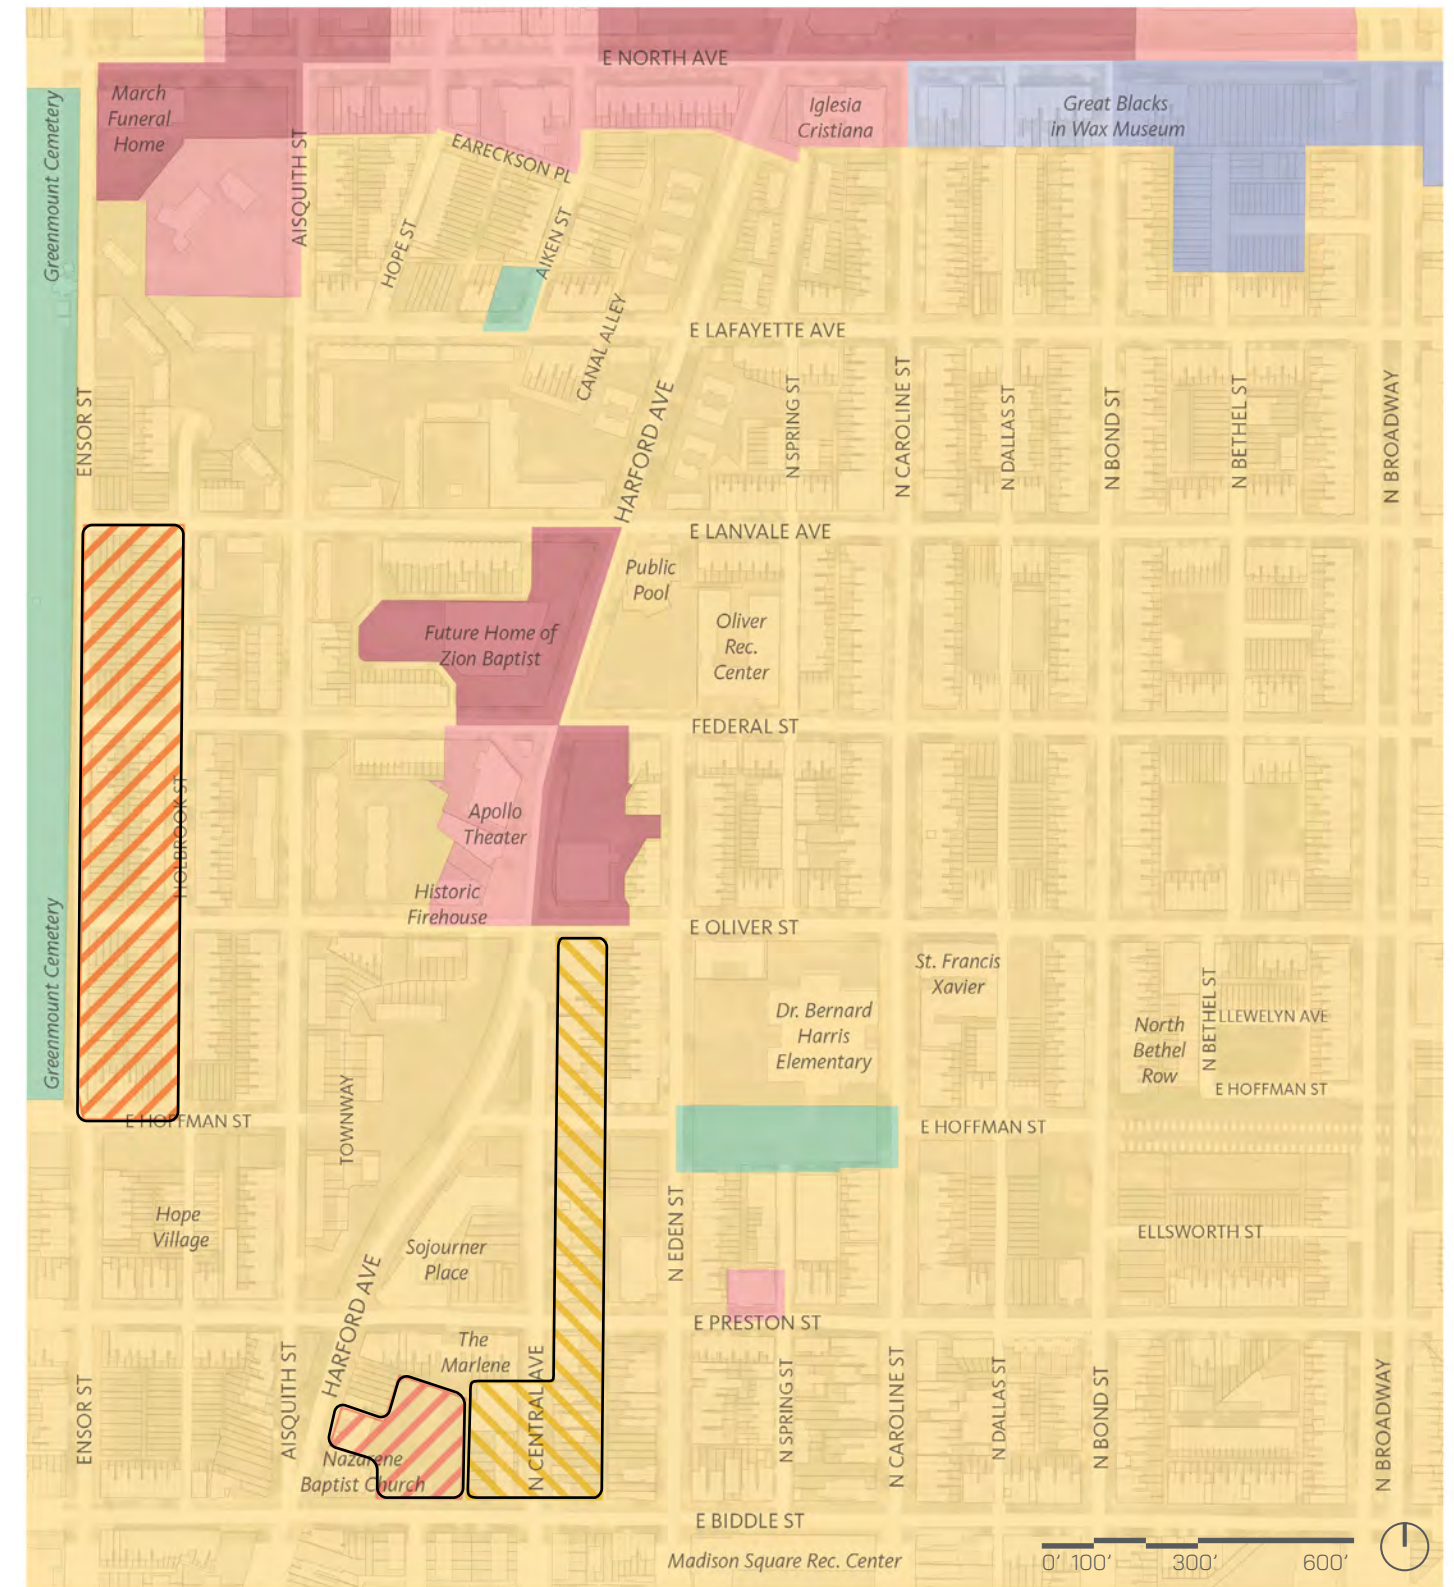 E NORTH AVE
March
Funeral
Home
Iglesia
Cristiana
Great Blacks
in Wax Museum
Greenmount Cemetery
AISQUITH ST
EARECKSON PL
HOPE ST
AIKEN ST
CANAL ALLEY
E LAFAYETTE AVE
ENSOR ST
HARFORD AVE
N SPRING ST
N CAROLINE ST
N DALLAS ST
N BOND ST
N BETHEL ST
N BROADWAY
E LANVALE AVE
Public
Pool
Oliver
Rec.
Center
Future Home of
Zion Baptist
FEDERAL ST
HOLBROOK ST
Apollo
Theater
Historic
Firehouse
E OLIVER ST
Greenmount Cemetery
St. Francis
Xavier
Dr. Bernard
Harris
Elementary
North
Bethel
Row
N BETHEL ST
LLEWELYN AVE
E HOFFMAN ST
E HOFFMAN ST
E HOFFMAN ST
TOWNWAY
Hope
Village
Sojourner
Place
N EDEN ST
ELLSWORTH ST
HARFORD AVE
E PRESTON ST
The
Marlene
ENSOR ST
AISQUITH ST
N CENTRAL AVE
N SPRING ST
N CAROLINE ST
N DALLAS ST
N BOND ST
N BROADWAY
Nazarene
Baptist Church
E BIDDLE ST
Madison Square Rec. Center
0' 100' 300' 600'